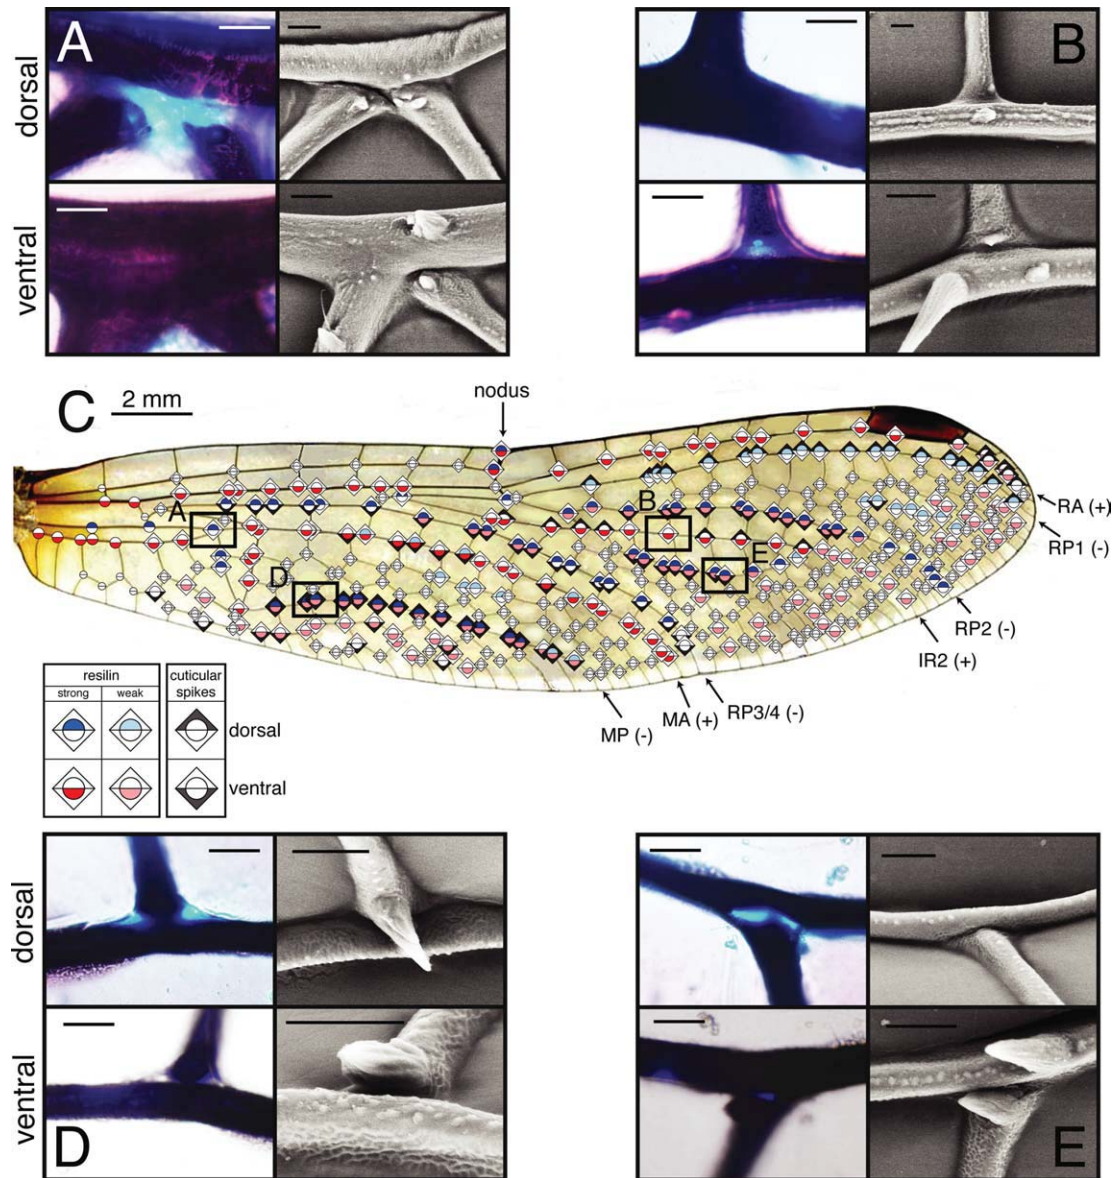 A
B
dorsal
ventral
C
2 mm
nodus
A
B
E
D
RA (+)
RP1 (-)
RP2 (-)
IR2 (+)
RP3/4 (-)
MA (+)
MP (-)
resilin
strong weak
cuticular
spikes
dorsal
ventral
dorsal
ventral
D
E